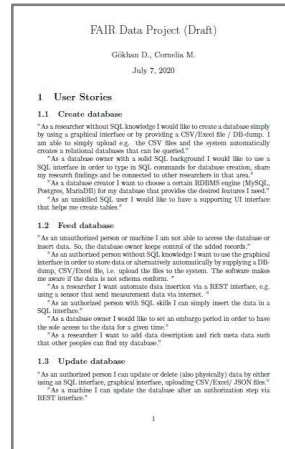 FAIR Data Project (Draft)
Gökhan D., Cornelia M.
July 7, 2020
1 User Stories
1.1 Create database
"As a researcher without SQL knowledge I would like to create a database simply
by using a graphical interface or by providing a CSV/Excel file / DB-dump. I
am able to simply upload e.g. the CSV files and the system automatically
creates a relational databases that can be queried."
"As a database owner with a solid SQL background I would like to use a
SQL interface in order to type in SQL commands for database creation, share
my research findings and be connected to other researchers in my domain."
"As a database creator I want to choose a certain RDBMS engine (MySQL,
Postgres, MariaDB) for my database that provides the desired features I need."
"As an unskilled SQL user I would like to have a supporting UI interface
that helps me create tables."
1.2 Feed database
"As an unauthorized person or machine I am not able to access the database or
insert data. So, the database owner keeps control of the added records."
"As an authorized person without SQL knowledge I want to use the graphical
interface in order to store data or alternatively automatically by supplying a DB-
dump, CSV/Excel file, i.e. upload the files to the system. The software makes
me aware if the data is not schema conform. "
"As a researcher I want automate data insertion via a REST interface, e.g.
using a sensor that send measurement data via internet. "
"As an authorized person with SQL skills I can simply insert the data in a
SQL interface."
"As a database owner I would like to set an embargo period in order to have
the sole access to the data for a given time."
"As a researcher I want to add data description and rich meta data such
that other peoples can find my database."
1.3 Update database
"As an authorized person I can update or delete (also physically) data by either
using an SQL interface, graphical interface, uploading CSV/Excel/ JSON files."
"As a machine I can update the database after an authorization step via
REST interface."
1